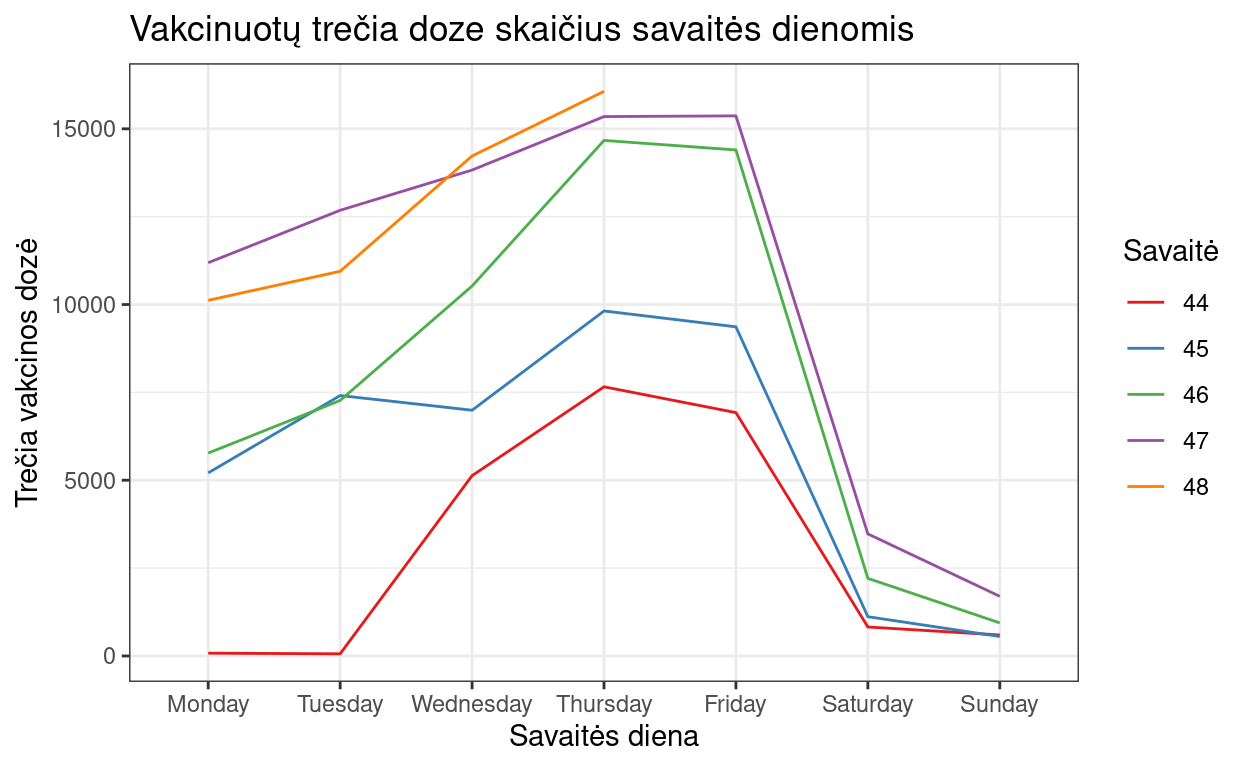 Vakcinuotų trečia doze skaičius savaitės dienomis
Trečia vakcinos dozė
15000
10000
5000
0
Monday Tuesday Wednesday Thursday Friday Saturday Sunday
Savaitės diena
Savaitė
44
45
46
47
48